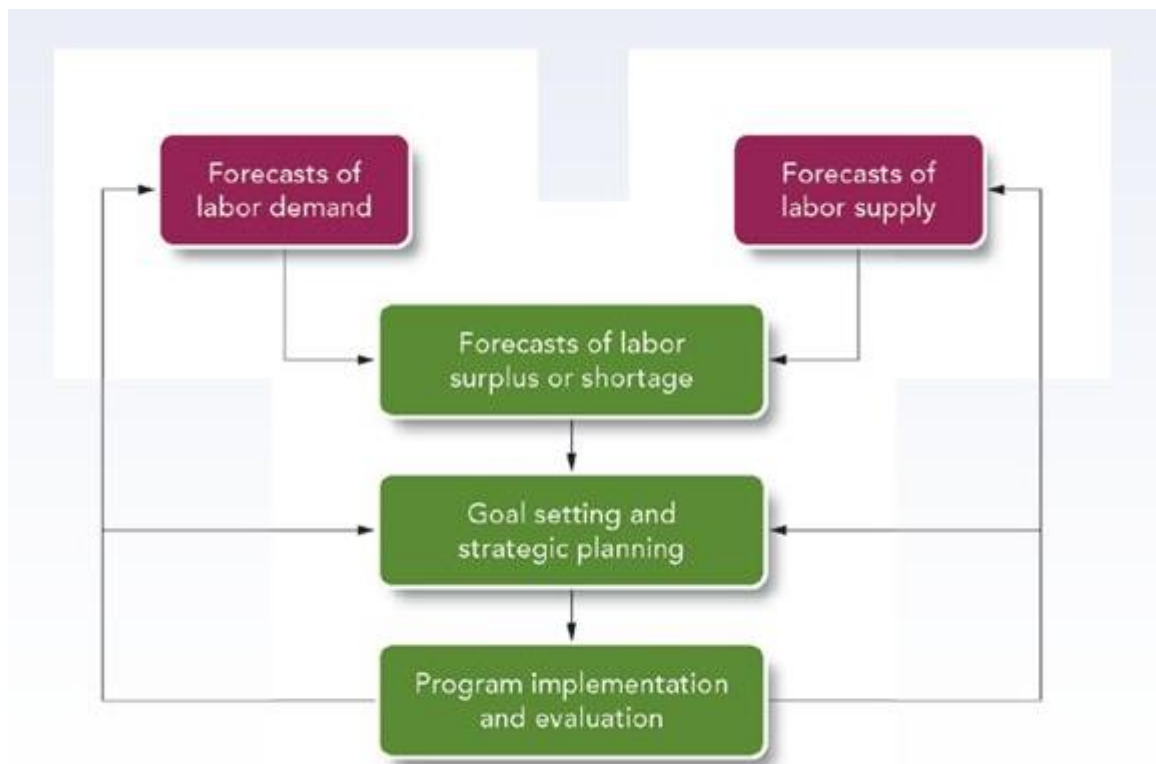 Forecasts of
labor demand
Forecasts of
labor supply
Forecasts of labor
surplus or shortage
Goal setting and
strategic planning
Program implementation
and evaluation